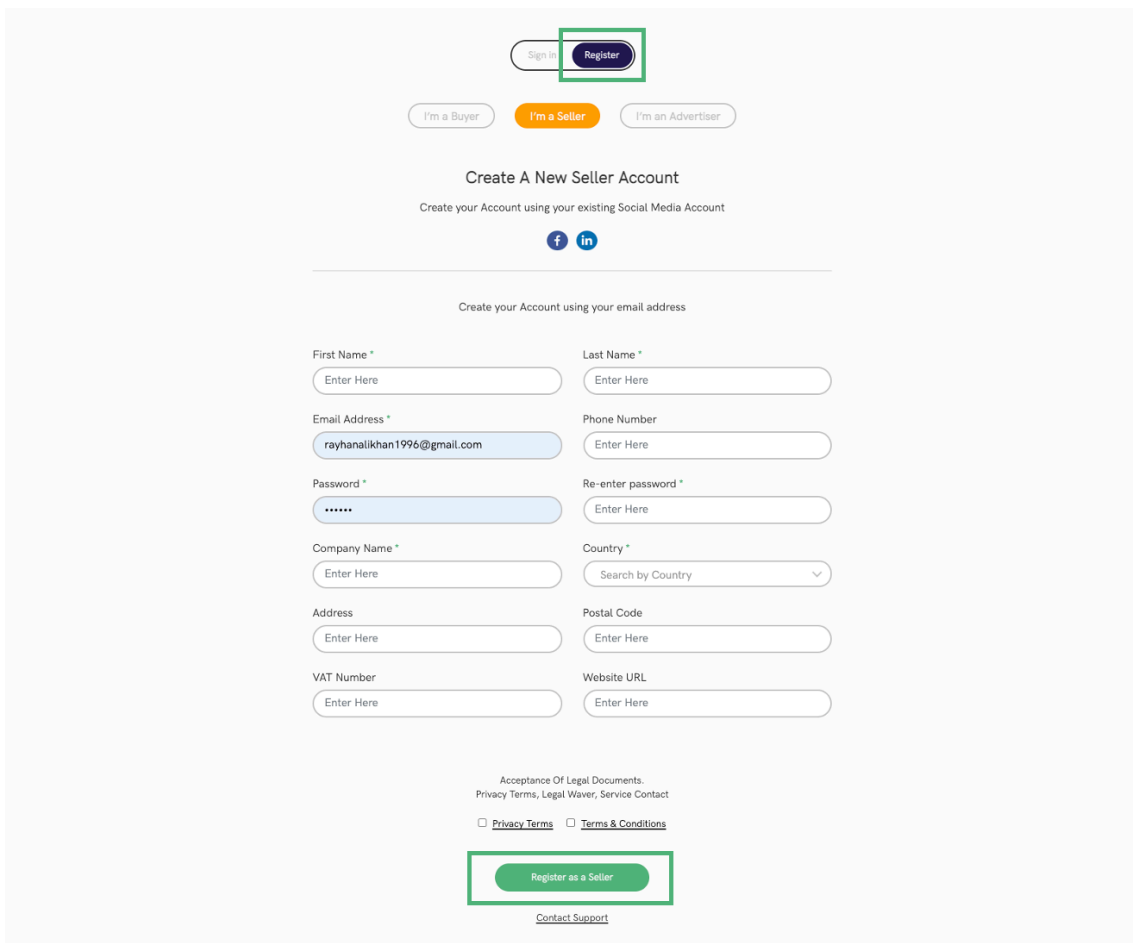 Sign in Register
I'm a Buyer I'm a Seller I'm an Advertiser
Create A New Seller Account
Create your Account using your existing Social Media Account
f in
Create your Account using your email address
First Name * Last Name *
Enter Here Enter Here
Email Address * Phone Number
rayhanalikhan1996@gmail.com Enter Here
Password * Re-enter password *
•••••• Enter Here
Company Name * Country *
Enter Here Search by Country
Address Postal Code
Enter Here Enter Here
VAT Number Website URL
Enter Here Enter Here
Acceptance Of Legal Documents.
Privacy Terms, Legal Waver, Service Contact
Privacy Terms Terms & Conditions
Register as a Seller
Contact Support